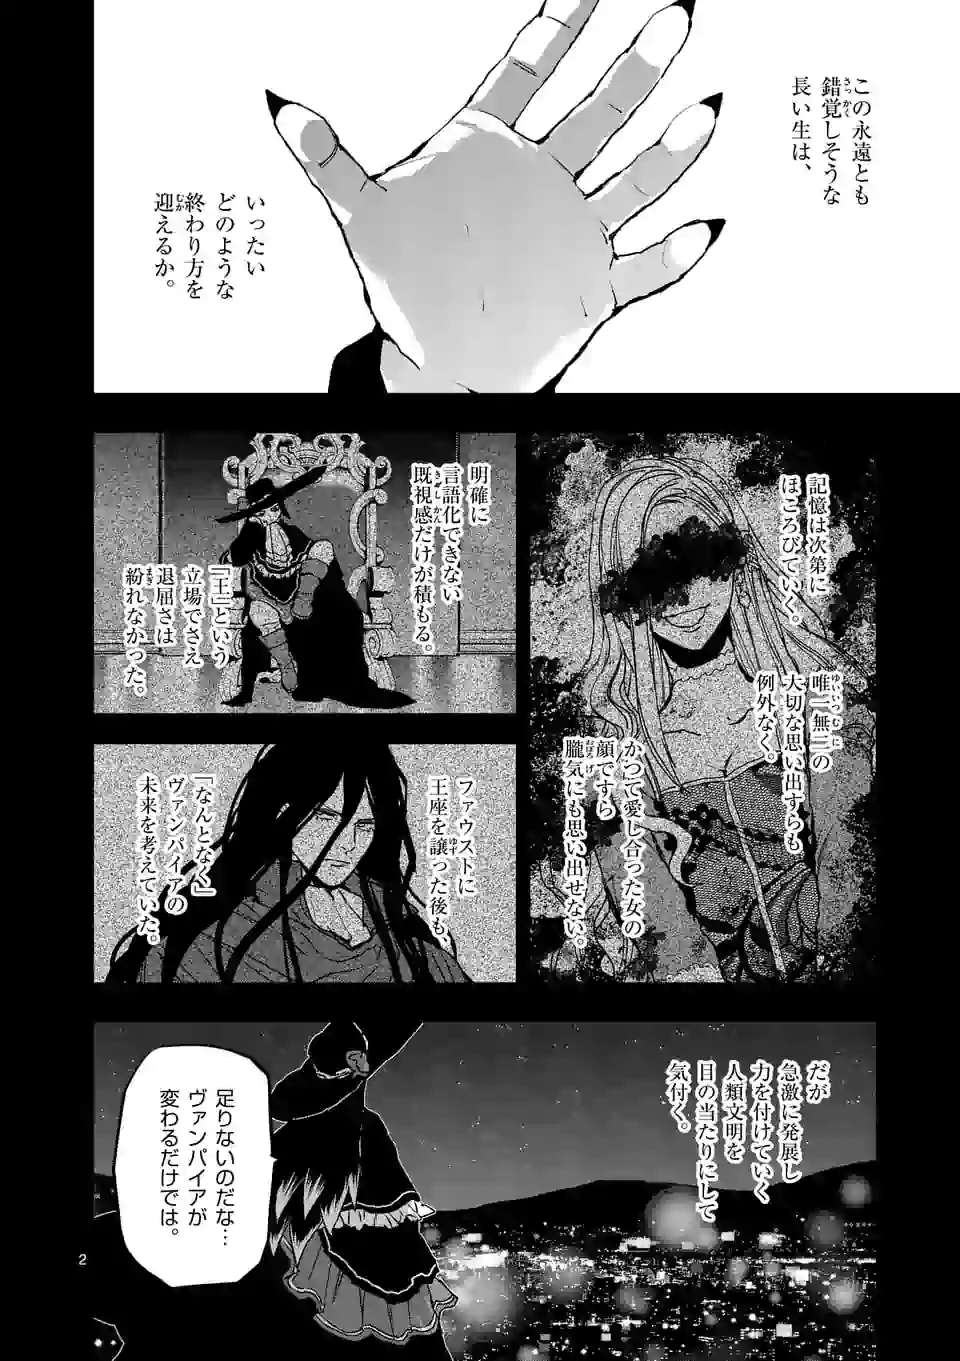 この永遠とも
錯覚しそうな
長い生は、
いったい
どのような
終わり方を
迎えるか。
記憶は次第に
ほころびていく。
唯一無二の
大切な思い出すらも
例外なく。
かつて愛し合った女の
顔ですら
朧気にも思い出せない。
明確に
言語化できない
既視感だけが積もる。
『王』という
立場でさえ
退屈さは
紛れなかった。
ファウストに
王座を譲った後も、
『なんとなく』
ヴァンパイアの
未来を考えていた。
だが
急激に発展し
力を付けていく
人類文明を
目の当たりにして
気付く。
足りないのだな…
ヴァンパイアが
変わるだけでは。
2